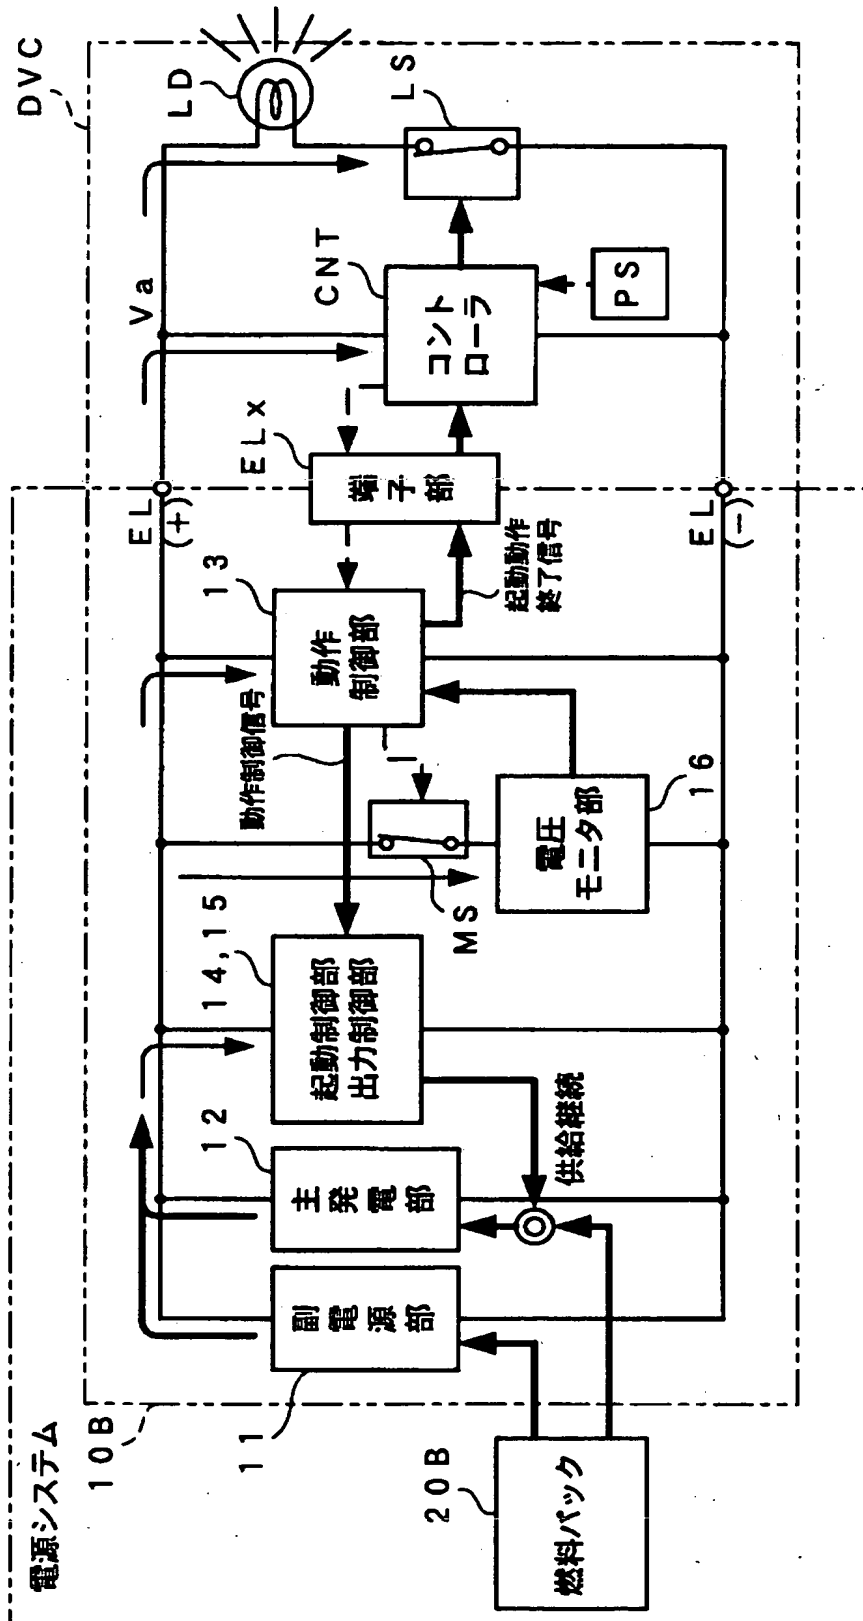 電源システム
DVC
10B
LD
LS
Va
CNT
コント
ローラ
PS
ELx
端子部
EL
(+)
EL
(-)
13
動作
制御部
起動動作
終了信号
動作制御信号
MS
電圧
モニタ部
16
14,15
起動制御部
出力制御部
12
主発電部
供給継続
副電源部
11
20B
燃料パック